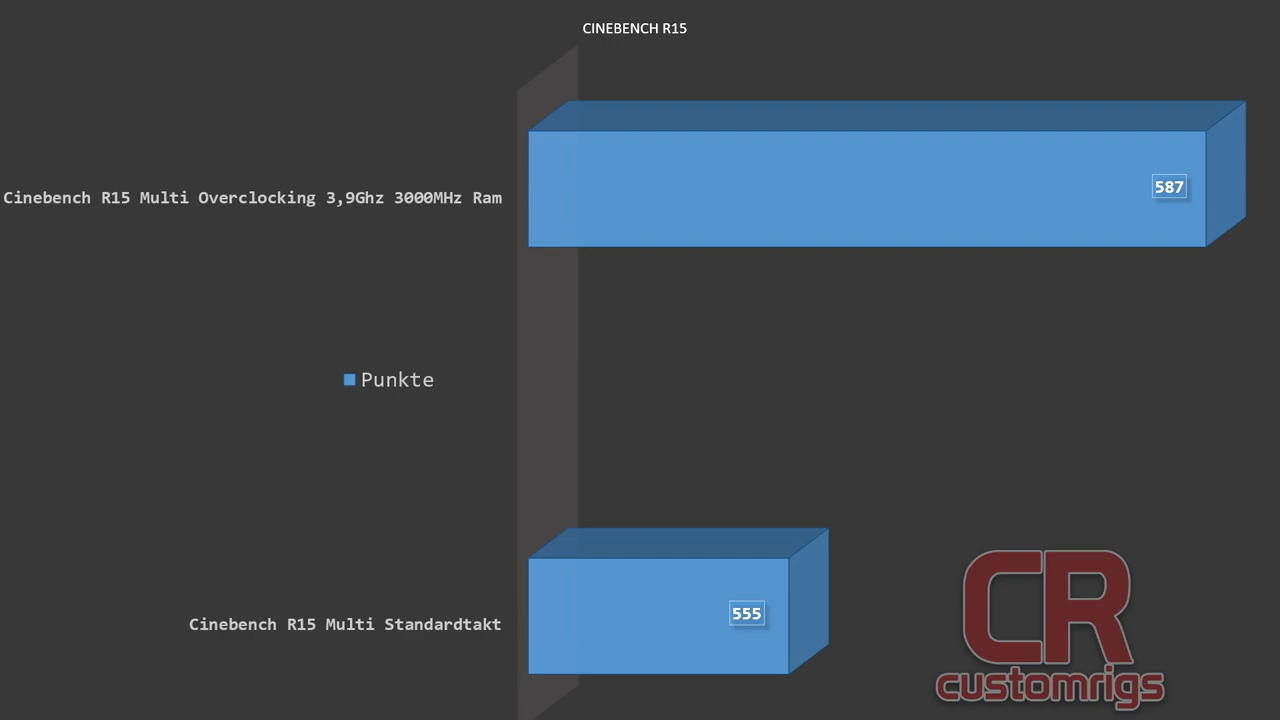 CINEBENCH R15
Cinebench R15 Multi Overclocking 3,9Ghz 3000MHz Ram
587
Punkte
Cinebench R15 Multi Standardtakt
555
CR
customrigs